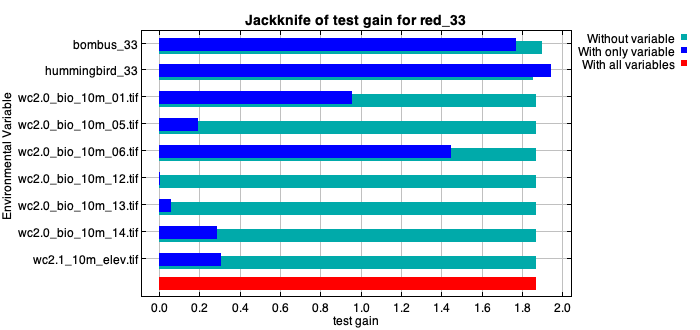 Jackknife of test gain for red_33
bombus_33
hummingbird_33
wc2.0_bio_10m_01.tif
wc2.0_bio_10m_05.tif
wc2.0_bio_10m_06.tif
wc2.0_bio_10m_12.tif
wc2.0_bio_10m_13.tif
wc2.0_bio_10m_14.tif
wc2.1_10m_elev.tif
Environmental Variable
0.0 0.2 0.4 0.6 0.8 1.0 1.2 1.4 1.6 1.8 2.0
test gain
Without variable
With only variable
With all variables